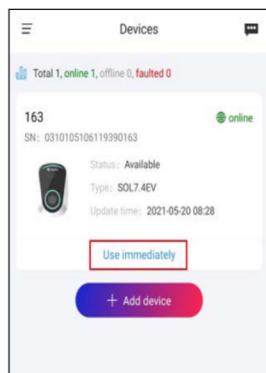 Devices
Total 1, online 1, offline 0, faulted 0
163
online
SN: 0310105106119390163
Status: Available
Type: SOL7.4EV
Update time: 2021-05-20 08:28
Use immediately
+ Add device